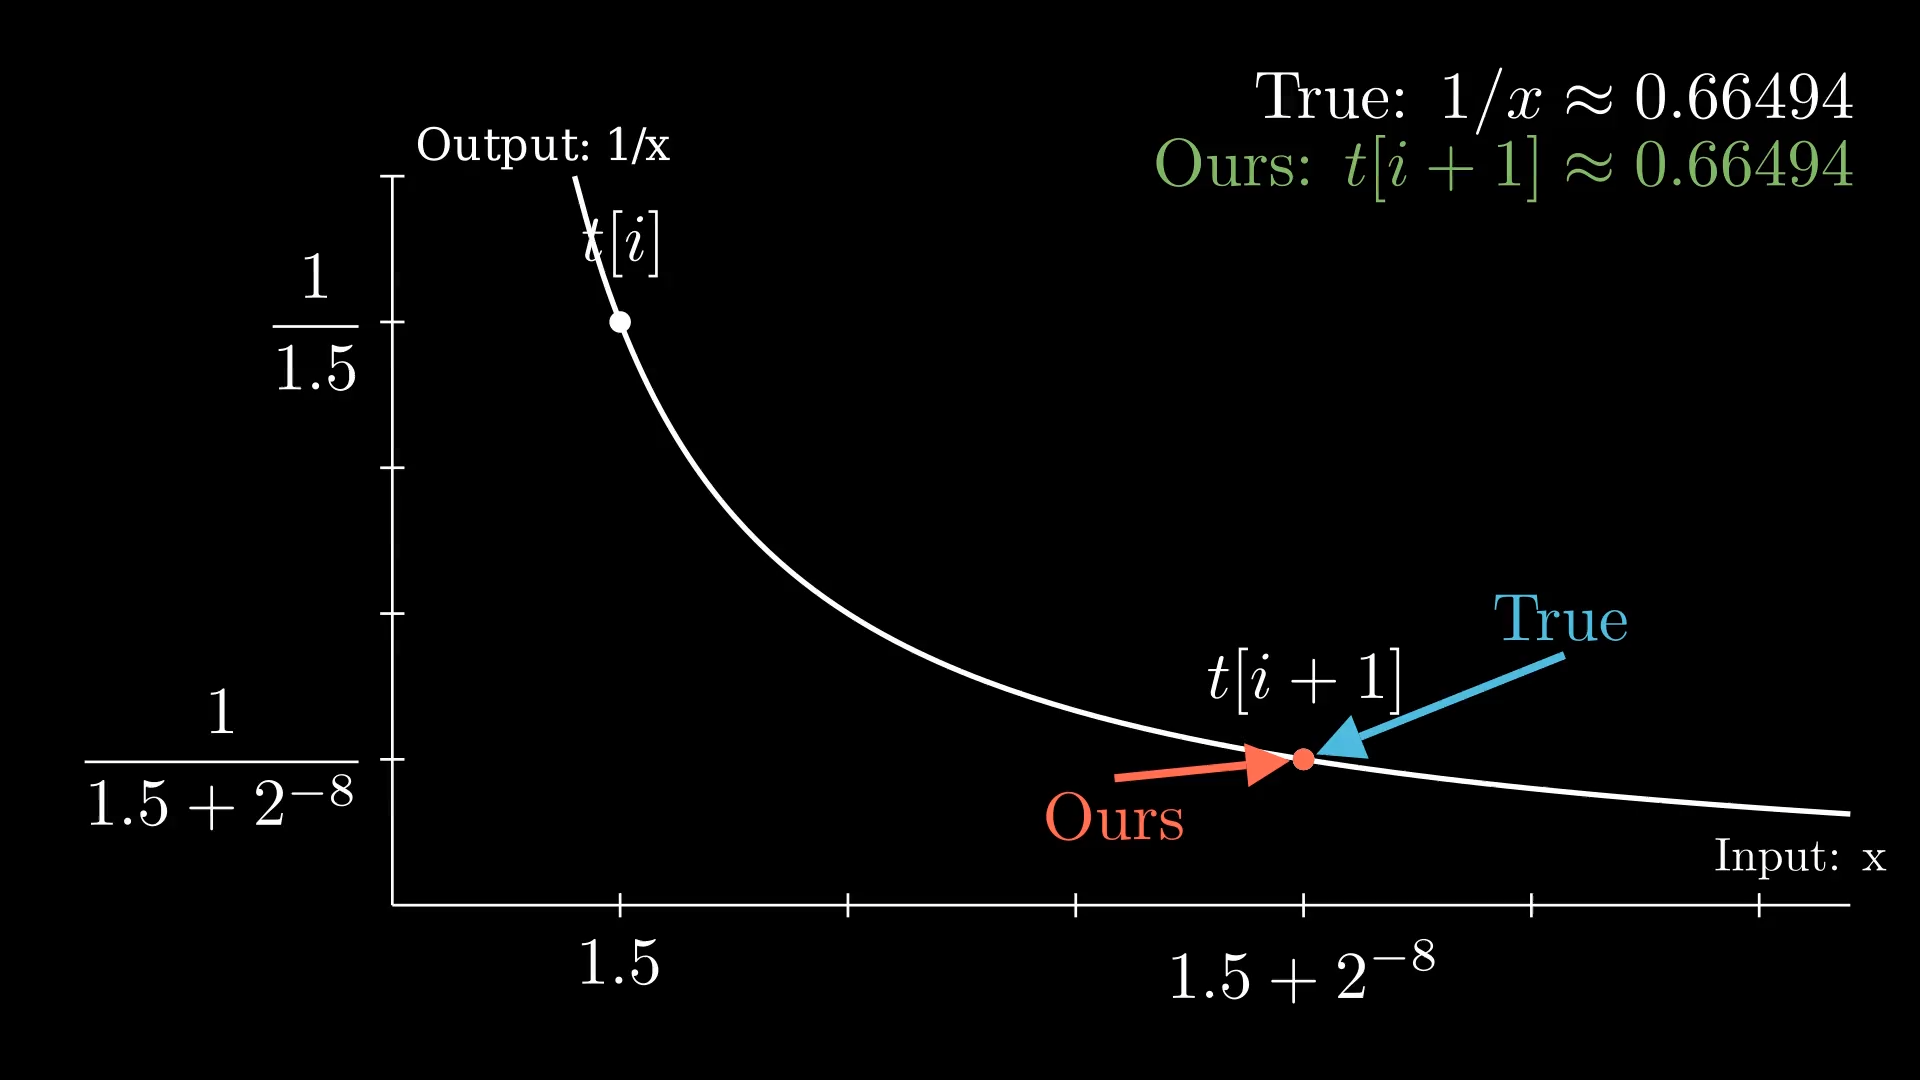 True: 1/x ≈ 0.66494
Ours: t[i + 1] ≈ 0.66494
Output: 1/x
t[i]
1
1.5
True
t[i + 1]
1
1.5 + 2⁻⁸
Ours
Input: x
1.5
1.5 + 2⁻⁸